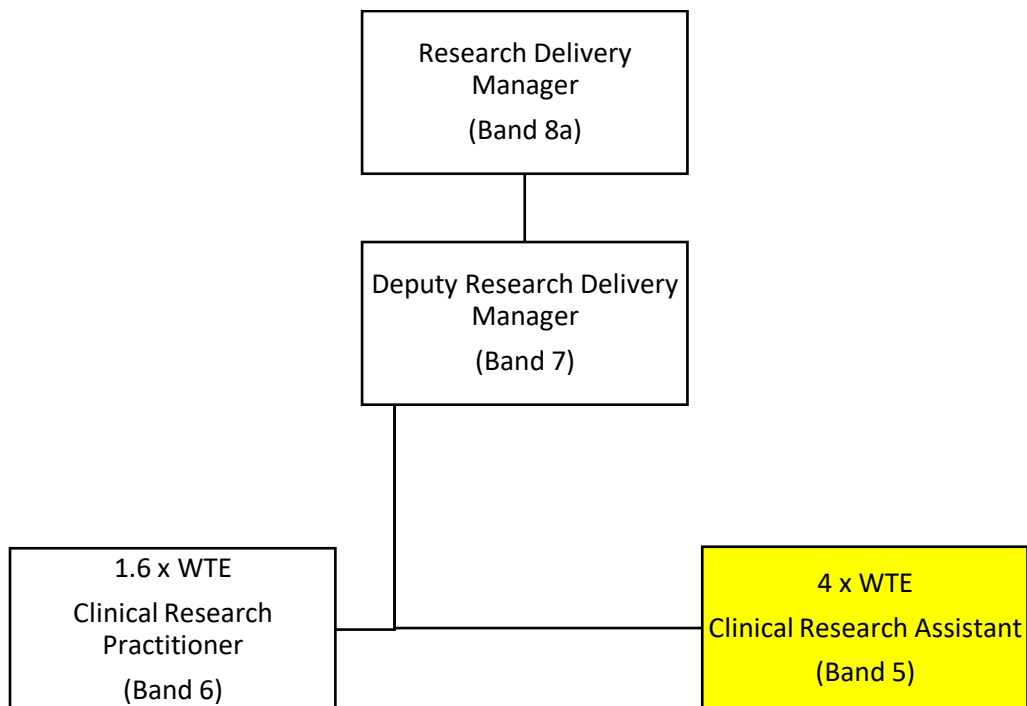 Research Delivery
Manager
(Band 8a)
Deputy Research Delivery
Manager
(Band 7)
1.6 x WTE
Clinical Research
Practitioner
(Band 6)
4 x WTE
Clinical Research Assistant
(Band 5)